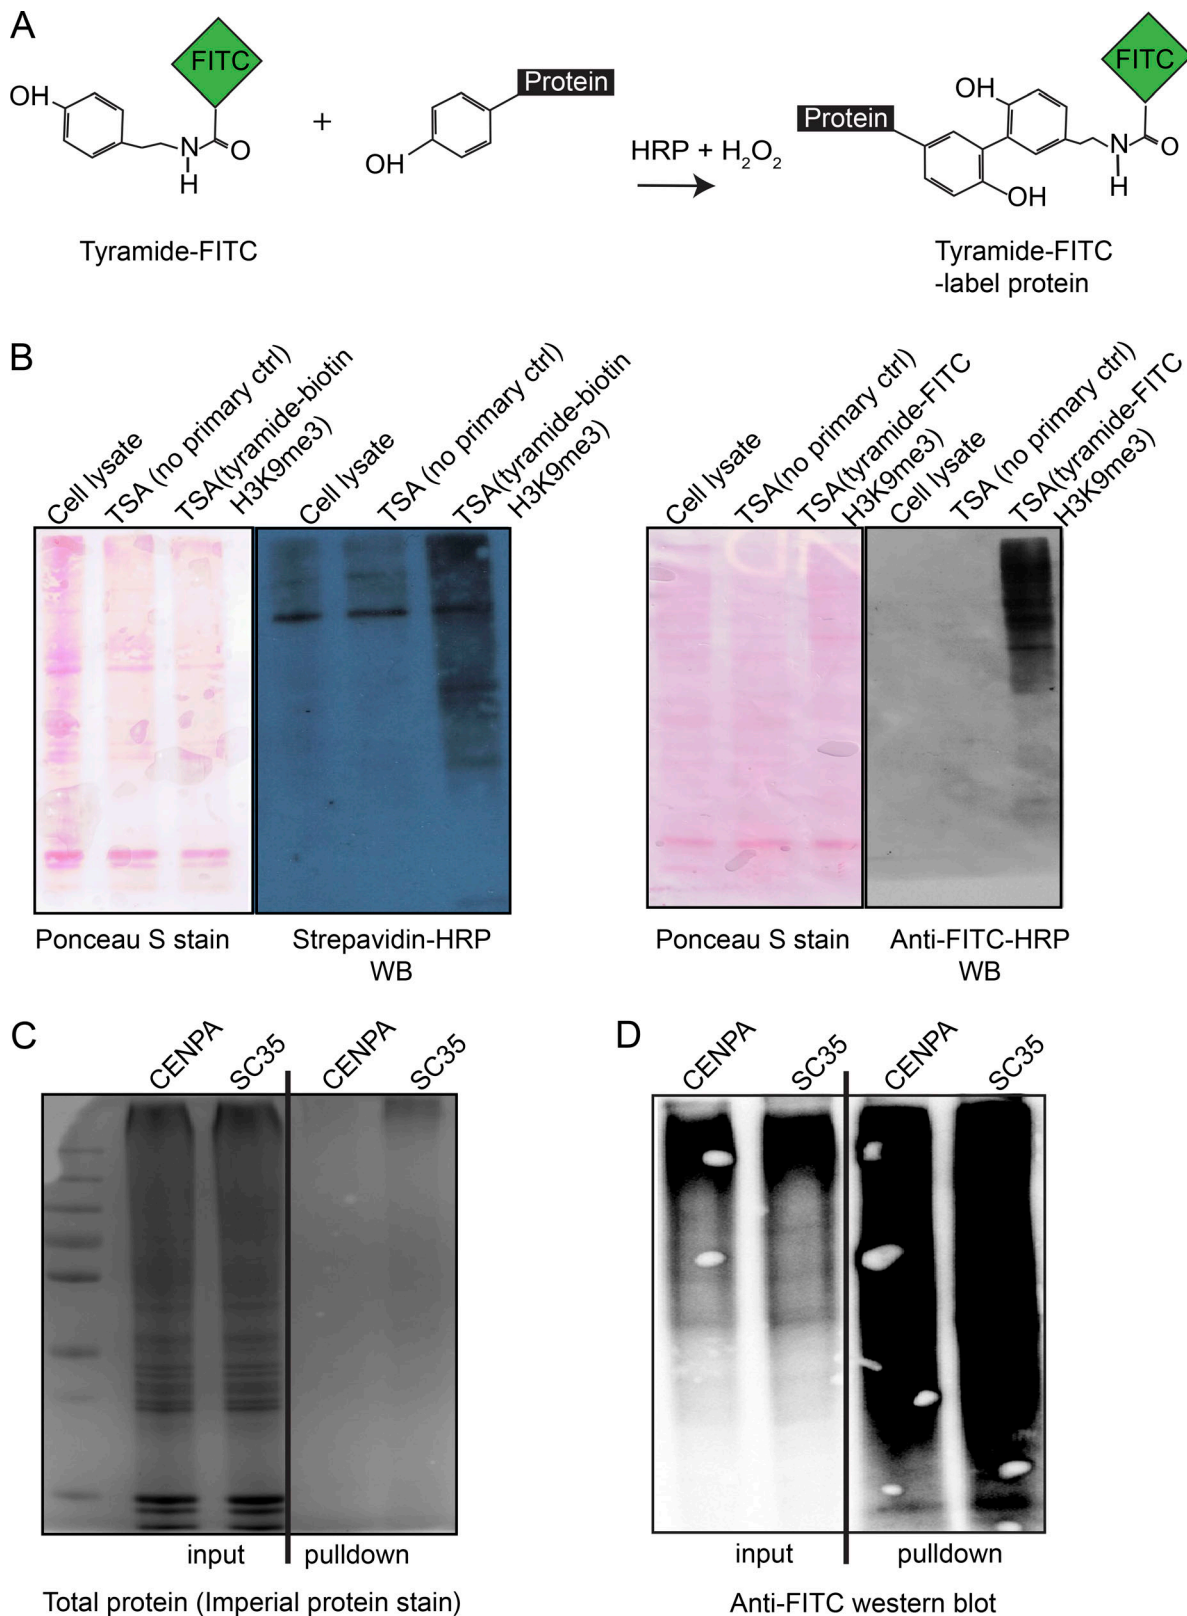 A
FITC
OH
N
H
O
+
Protein
OH
HRP + H₂O₂
FITC
OH
Protein
N
H
O
OH
Tyramide-FITC
Tyramide-FITC
-label protein
B
Cell lysate
TSA (no primary ctrl)
TSA(tyramide-biotin
H3K9me3)
Cell lysate
TSA (no primary ctrl)
TSA(tyramide-biotin
H3K9me3)
Cell lysate
TSA(no primary ctrl)
TSA(tyramide-FITC
H3K9me3)
Cell lysate
TSA (no primary ctrl)
TSA(tyramide-FITC
H3K9me3)
Ponceau S stain
Strepavidin-HRP
WB
Ponceau S stain
Anti-FITC-HRP
WB
C
CENPA
SC35
CENPA
SC35
input
pulldown
Total protein (Imperial protein stain)
D
CENPA
SC35
CENPA
SC35
input
pulldown
Anti-FITC western blot